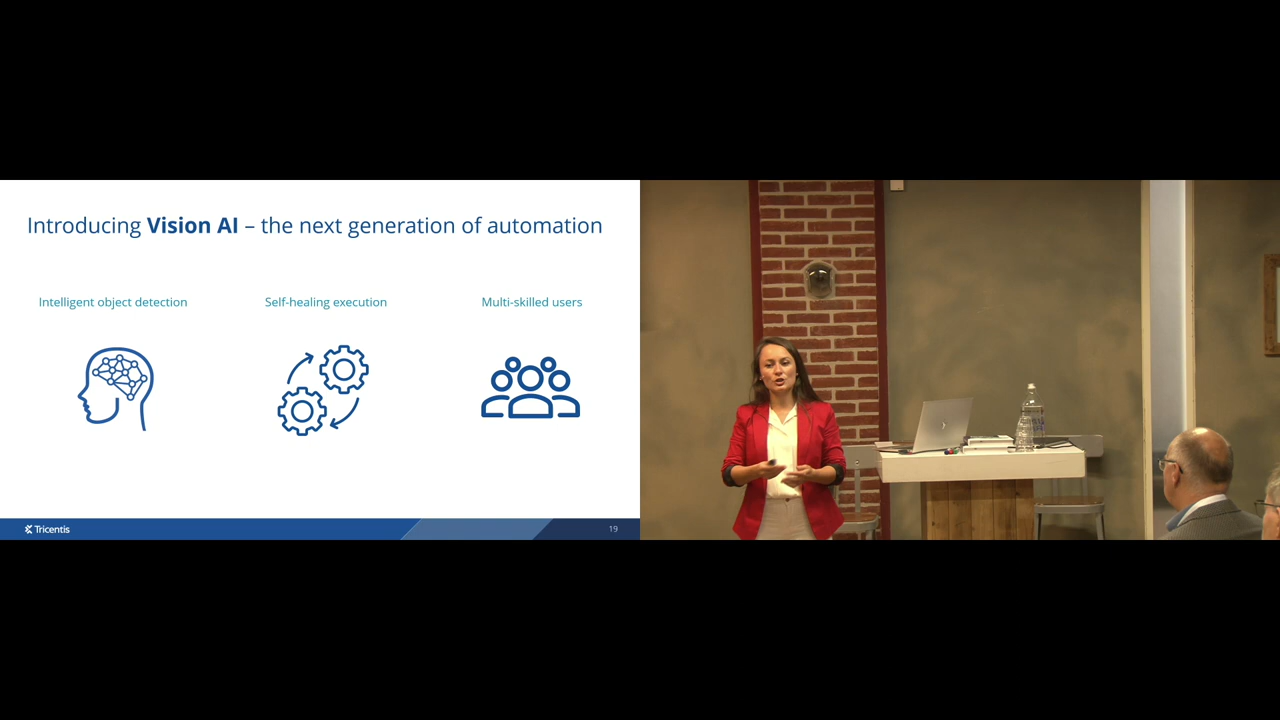 Introducing Vision AI – the next generation of automation
Intelligent object detection
Self-healing execution
Multi-skilled users
Tricentis
19